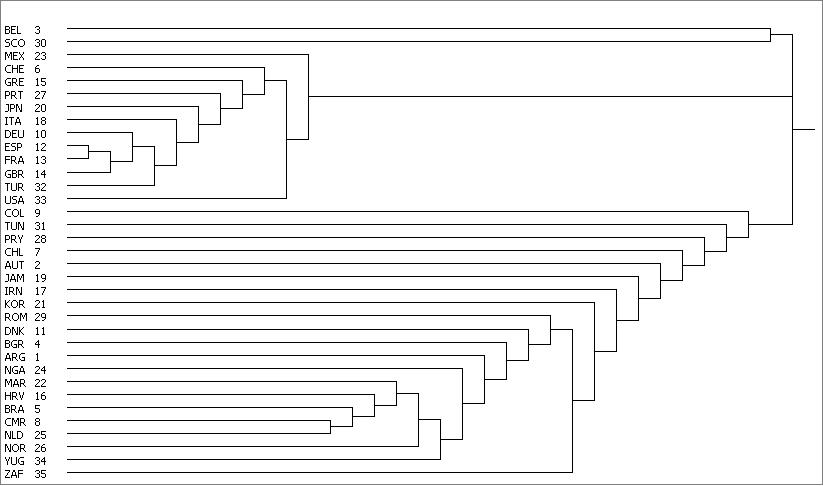 BEL 3
SCO 30
MEX 23
CHE 6
GRE 15
PRT 27
JPN 20
ITA 18
DEU 10
ESP 12
FRA 13
GBR 14
TUR 32
USA 33
COL 9
TUN 31
PRY 28
CHL 7
AUT 2
JAM 19
IRN 17
KOR 21
ROM 29
DNK 11
BGR 4
ARG 1
NGA 24
MAR 22
HRV 16
BRA 5
CMR 8
NLD 25
NOR 26
YUG 34
ZAF 35